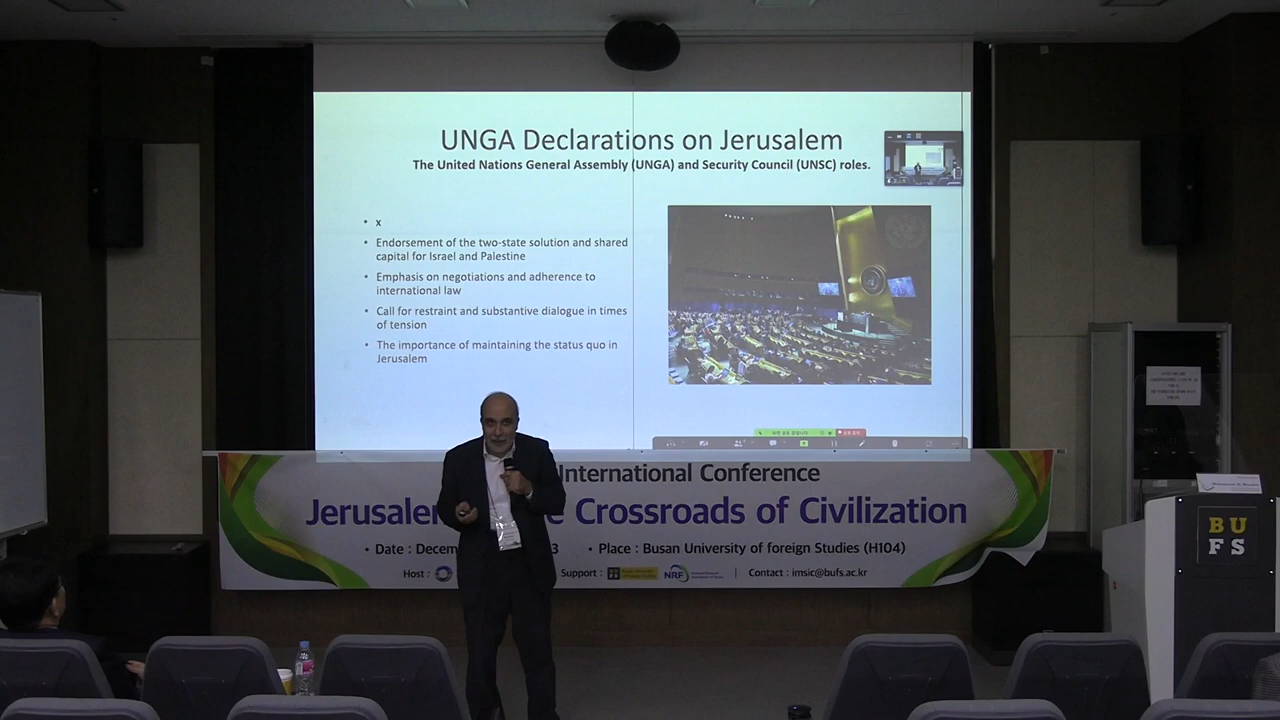 UNGA Declarations on Jerusalem
The United Nations General Assembly (UNGA) and Security Council (UNSC) roles.
• x
• Endorsement of the two-state solution and shared
capital for Israel and Palestine
• Emphasis on negotiations and adherence to
international law
• Call for restraint and substantive dialogue in times
of tension
• The importance of maintaining the status quo in
Jerusalem
International Conference
Jerusalem Crossroads of Civilization
• Date : Decem 3 • Place : Busan University of foreign Studies (H104)
Host : Support : NRF | Contact : imsic@bufs.ac.kr
BU
FS